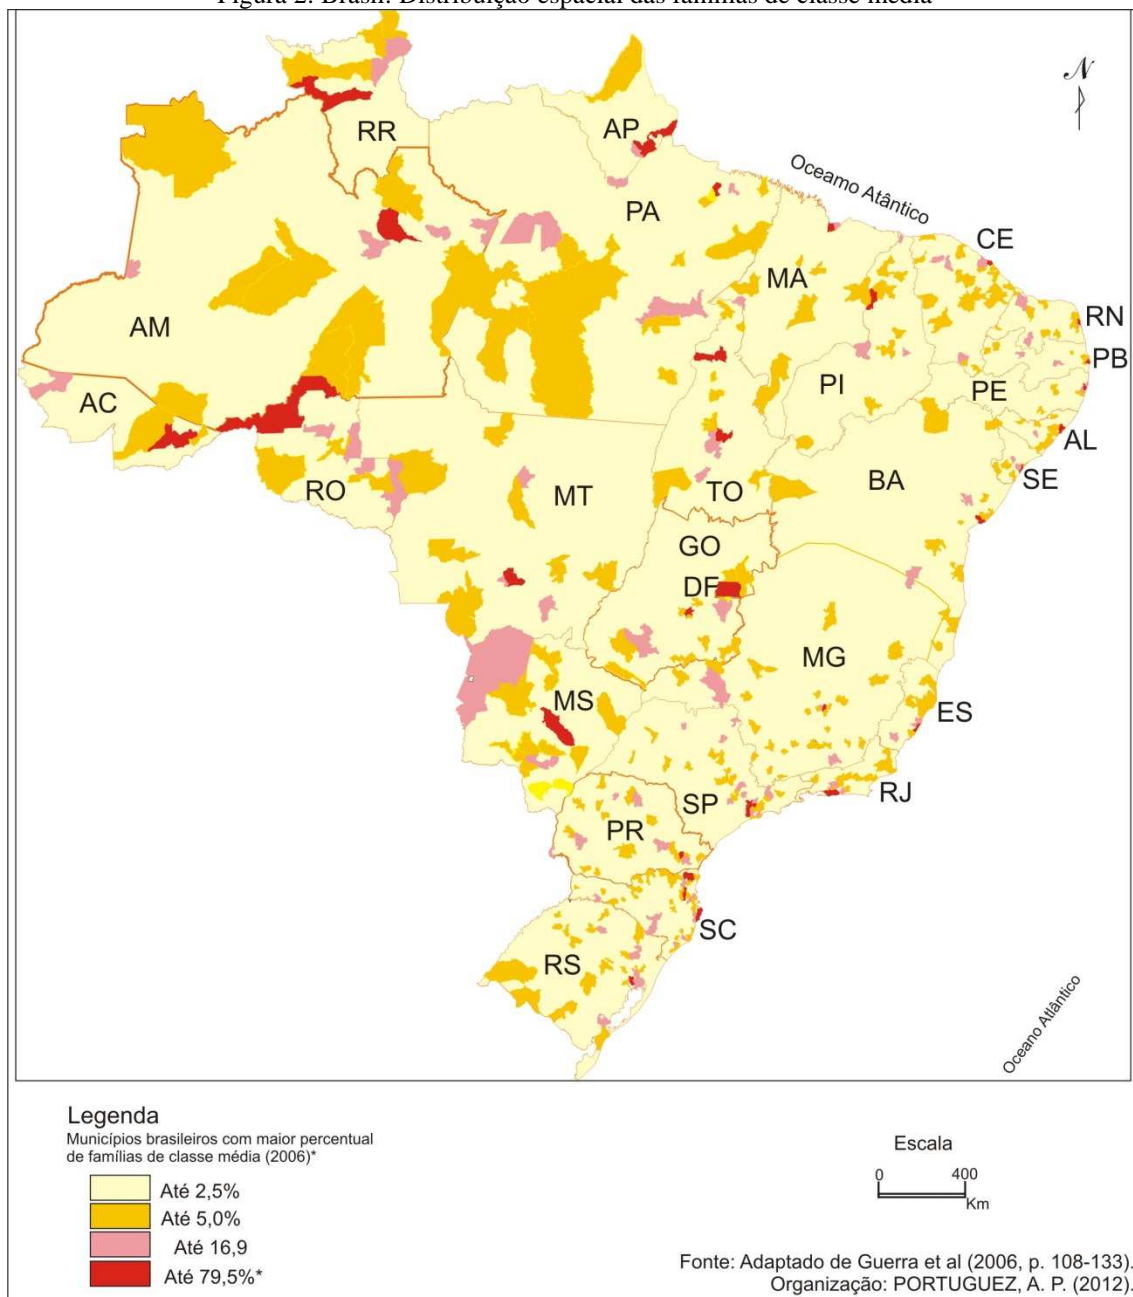 Figura 2: Brasil: Distribuição espacial das famílias de classe média
N
RR
AP
Oceamo Atântico
PA
CE
MA
AM
RN
PB
AC
PI
PE
AL
RO
MT
TO
BA
SE
GO
DF
MG
MS
ES
SP
RJ
PR
SC
RS
Oceano Atlântico
Legenda
Municípios brasileiros com maior percentual
de famílias de classe média (2006)*
Até 2,5%
Até 5,0%
Até 16,9
Até 79,5%*
Escala
0 400
Km
Fonte: Adaptado de Guerra et al (2006, p. 108-133).
Organização: PORTUGUEZ, A. P. (2012).